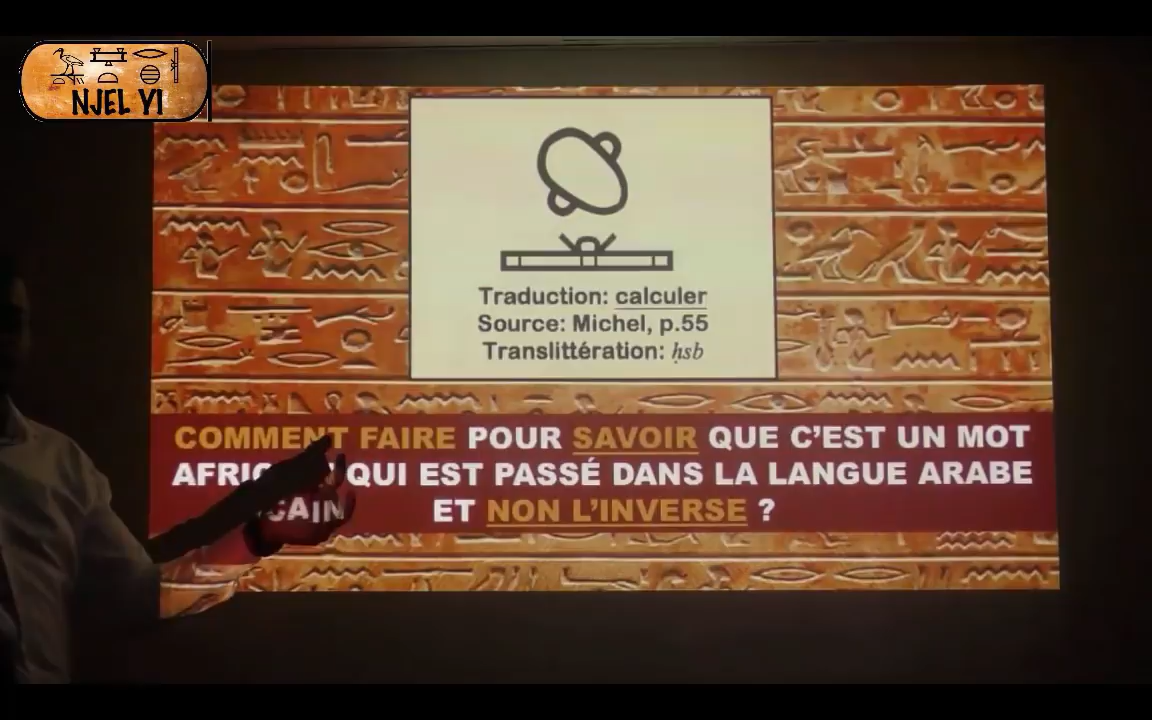 NJEL YI
Traduction: calculer
Source: Michel, p.55
Translittération: ḥsb
COMMENT FAIRE POUR SAVOIR QUE C'EST UN MOT
QUI EST PASSÉ DANS LA LANGUE ARABE
ET NON L'INVERSE ?